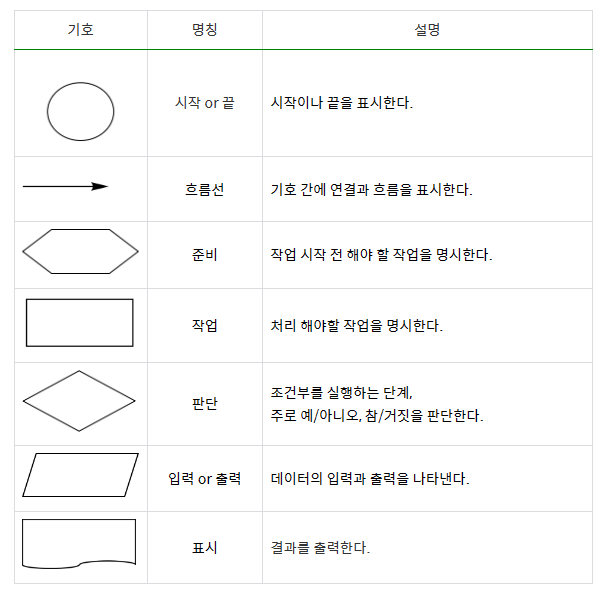 기호 명칭 설명
시작 or 끝 시작이나 끝을 표시한다.
흐름선 기호 간에 연결과 흐름을 표시한다.
준비 작업 시작 전 해야 할 작업을 명시한다.
작업 처리 해야할 작업을 명시한다.
판단 조건부를 실행하는 단계,
주로 예/아니오, 참/거짓을 판단한다.
입력 or 출력 데이터의 입력과 출력을 나타낸다.
표시 결과를 출력한다.